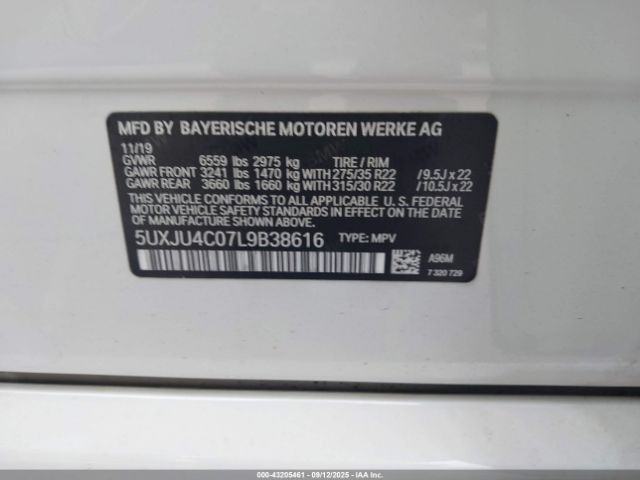 MFD BY BAYERISCHE MOTOREN WERKE AG
11/19
GVWR 6559 lbs 2975 kg TIRE / RIM
GAWR FRONT 3241 lbs 1470 kg WITH 275/35 R22 / 9.5J x 22
GAWR REAR 3660 lbs 1660 kg WITH 315/30 R22 / 10.5J x 22
THIS VEHICLE CONFORMS TO ALL APPLICABLE U. S. FEDERAL
MOTOR VEHICLE SAFETY STANDARDS IN EFFECT ON THE DATE
OF MANUFACTURE SHOWN ABOVE.
5UXJU4C07L9B38616 TYPE: MPV
A96M
7 320 729
000-43205461 - 09/12/2025 - IAAI Copart